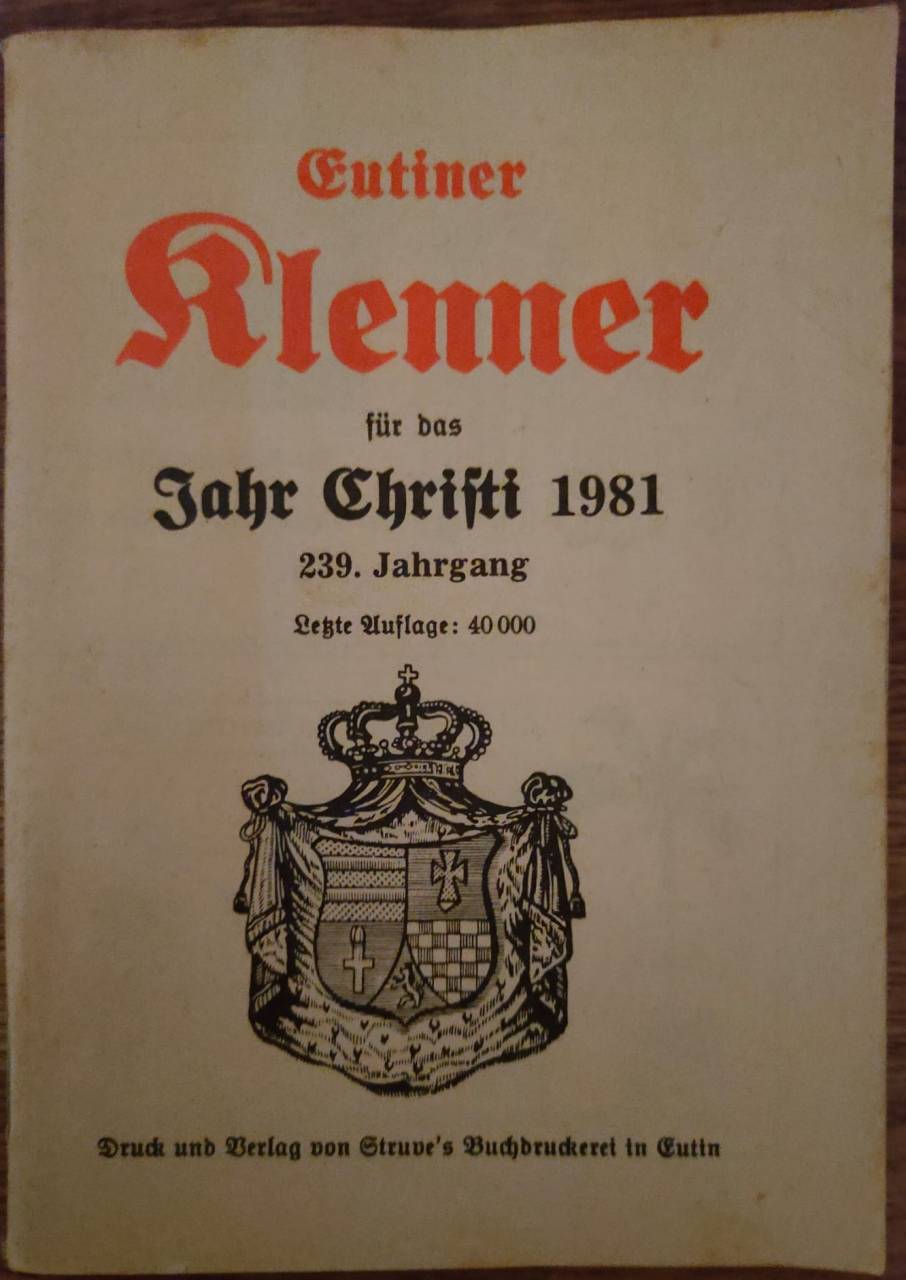 Eutiner
Klenner
für das
Jahr Chriſti 1981
239. Jahrgang
Letzte Auflage: 40 000
Druck und Verlag von Struve's Buchdruckerei in Eutin